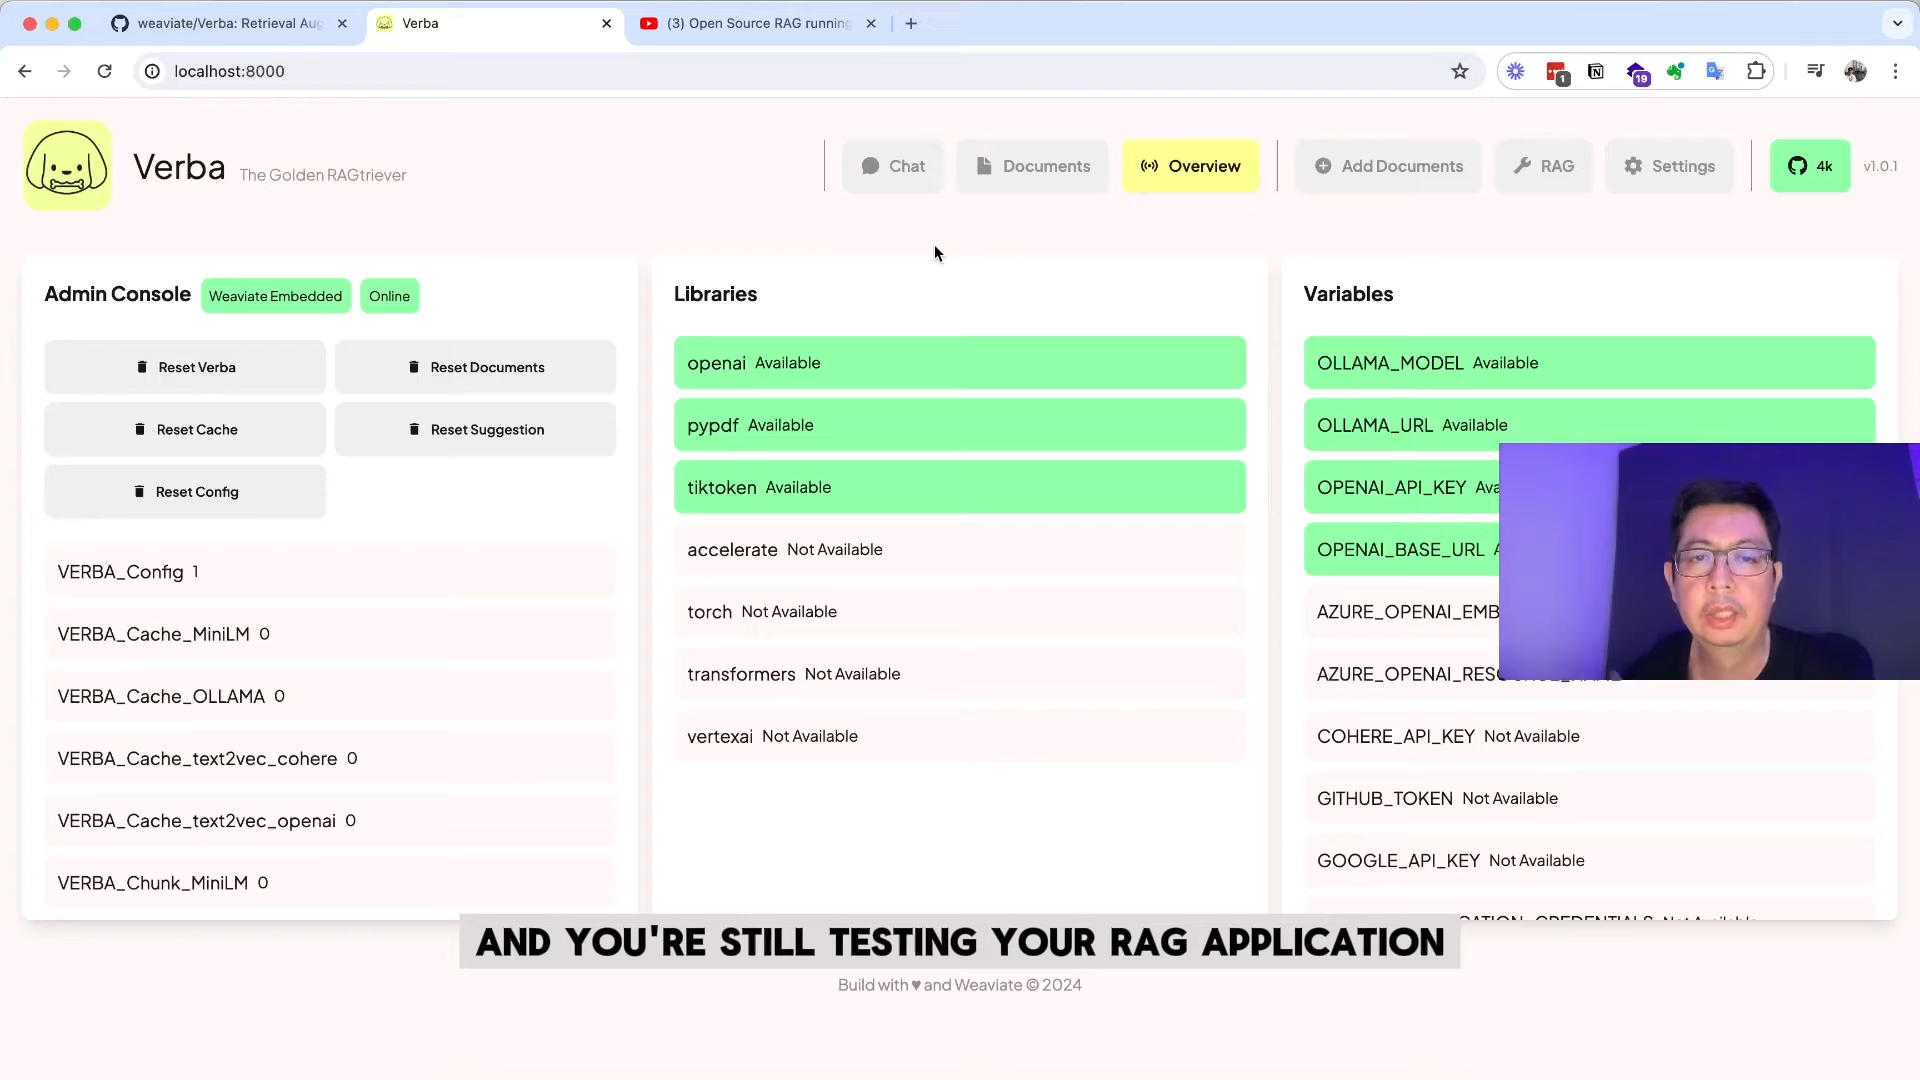 weaviate/Verba: Retrieval Aug
Verba
(3) Open Source RAG running
localhost:8000
1
19
Verba
The Golden RAGtriever
Chat
Documents
Overview
Add Documents
RAG
Settings
4k
v1.0.1
Admin Console
Weaviate Embedded
Online
Reset Verba
Reset Documents
Reset Cache
Reset Suggestion
Reset Config
VERBA_Config 1
VERBA_Cache_MiniLM 0
VERBA_Cache_OLLAMA 0
VERBA_Cache_text2vec_cohere 0
VERBA_Cache_text2vec_openai 0
VERBA_Chunk_MiniLM 0
Libraries
openai Available
pypdf Available
tiktoken Available
accelerate Not Available
torch Not Available
transformers Not Available
vertexai Not Available
Variables
OLLAMA_MODEL Available
OLLAMA_URL Available
OPENAI_API_KEY Ava
OPENAI_BASE_URL A
AZURE_OPENAI_EMB
AZURE_OPENAI_RES
COHERE_API_KEY Not Available
GITHUB_TOKEN Not Available
GOOGLE_API_KEY Not Available
AND YOU'RE STILL TESTING YOUR RAG APPLICATION
Build with ♥ and Weaviate © 2024